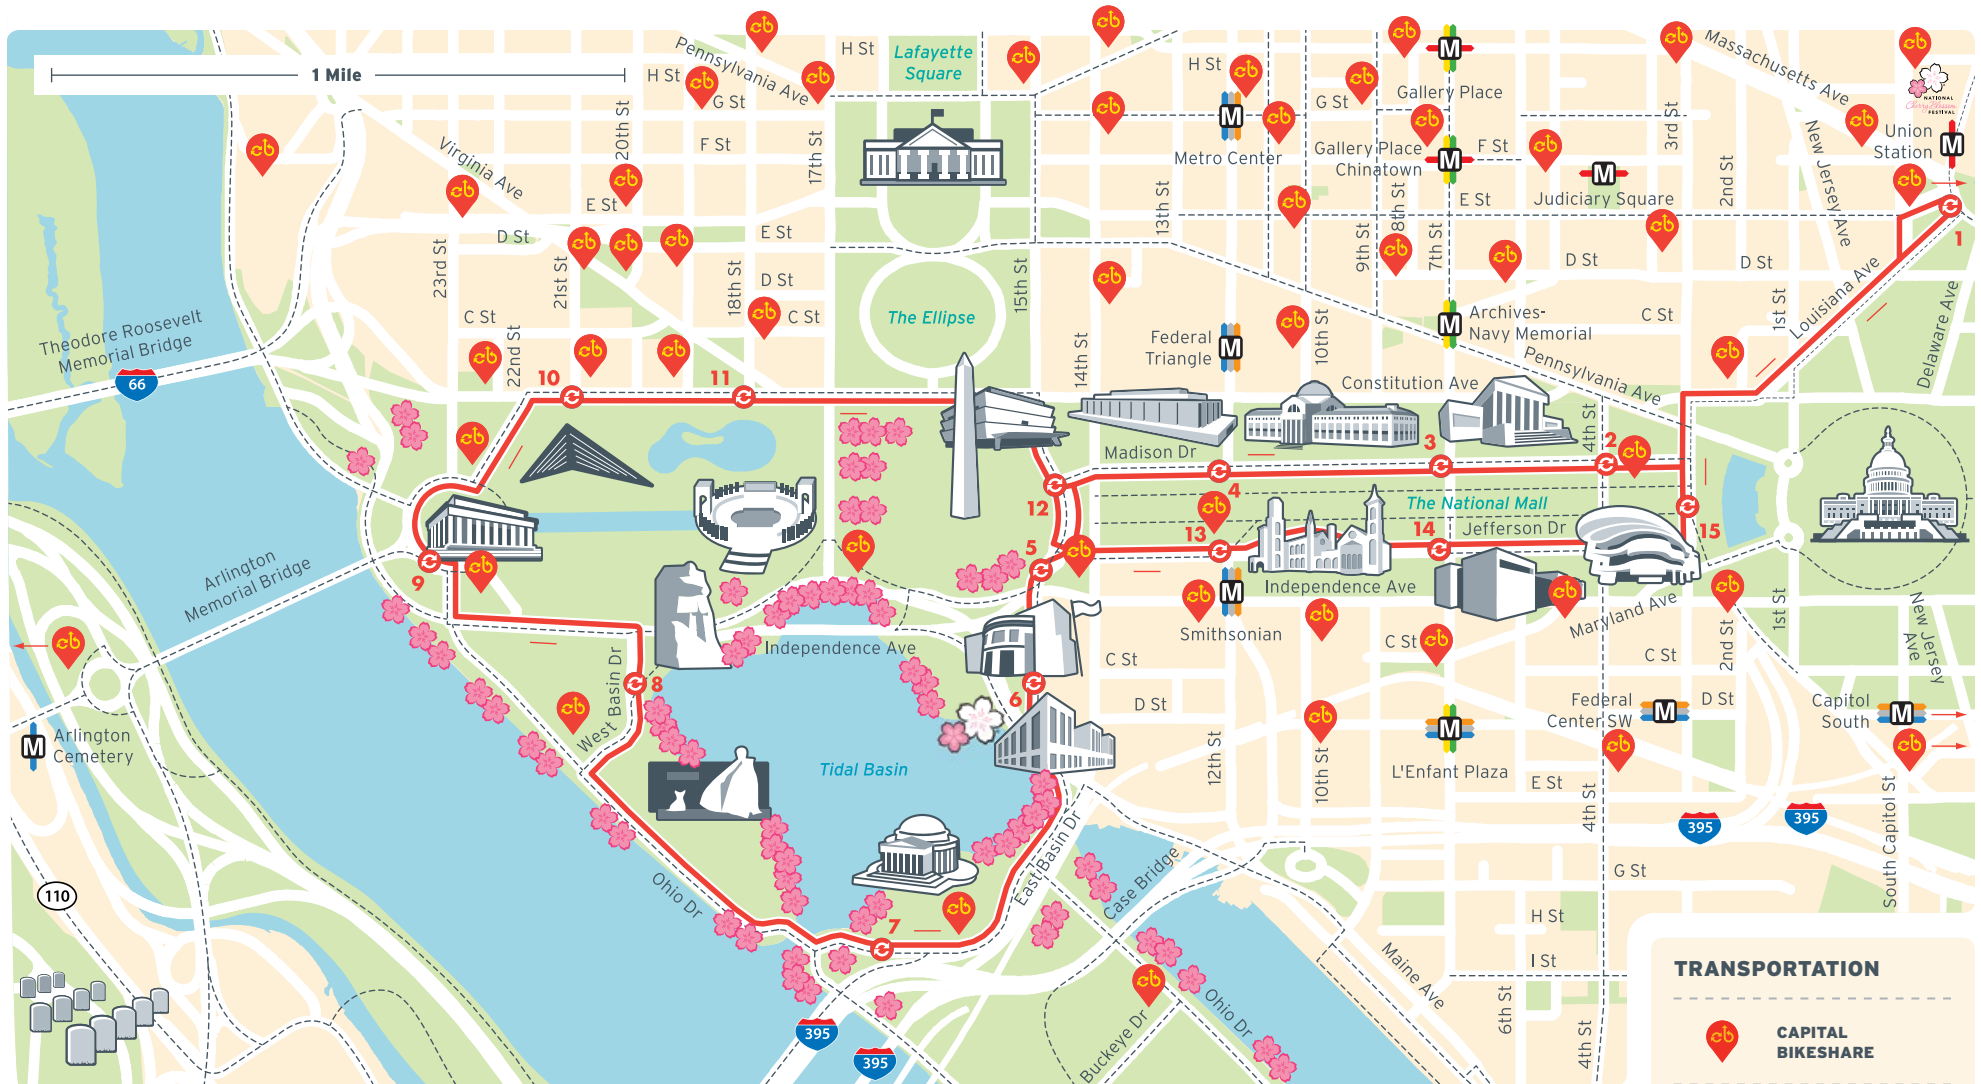 1 Mile
Pennsylvania Ave
H St
Lafayette
Square
H St
G St
H St
G St
Gallery Place
Massachusetts Ave
NATIONAL
Cherry Blossom
FESTIVAL
Union
Station
Virginia Ave
20th St
F St
17th St
Metro Center
Gallery Place
Chinatown
F St
3rd St
2nd St
New Jersey Ave
E St
13th St
8th St
E St
Judiciary Square
1
D St
E St
23rd St
21st St
18th St
D St
15th St
9th St
7th St
D St
D St
Louisiana Ave
Delaware Ave
C St
22nd St
C St
The Ellipse
14th St
Federal
Triangle
10th St
Archives-
Navy Memorial
C St
1st St
Theodore Roosevelt
Memorial Bridge
66
Pennsylvania Ave
10
11
Constitution Ave
4th St
Madison Dr
3
2
4
12
The National Mall
Jefferson Dr
13
14
15
5
Arlington
Memorial Bridge
9
Independence Ave
Maryland Ave
Smithsonian
Independence Ave
C St
C St
C St
2nd St
1st St
New Jersey
Ave
West Basin Dr
8
6
D St
Federal
Center SW
D St
Capitol
South
Arlington
Cemetery
Tidal Basin
12th St
10th St
L'Enfant Plaza
E St
4th St
395
395
South Capitol St
110
Ohio Dr
East Basin Dr
Case Bridge
G St
7
H St
I St
Maine Ave
6th St
4th St
Ohio Dr
Buckeye Dr
395
395
TRANSPORTATION
cb
CAPITAL
BIKESHARE